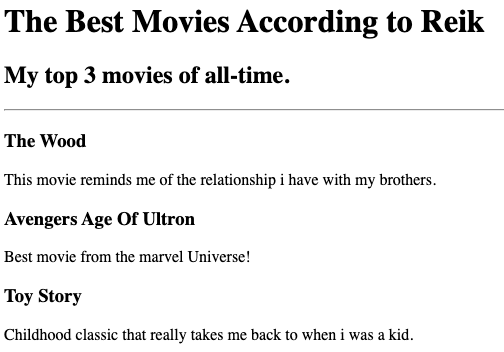 The Best Movies According to Reik
My top 3 movies of all-time.
The Wood
This movie reminds me of the relationship i have with my brothers.
Avengers Age Of Ultron
Best movie from the marvel Universe!
Toy Story
Childhood classic that really takes me back to when i was a kid.